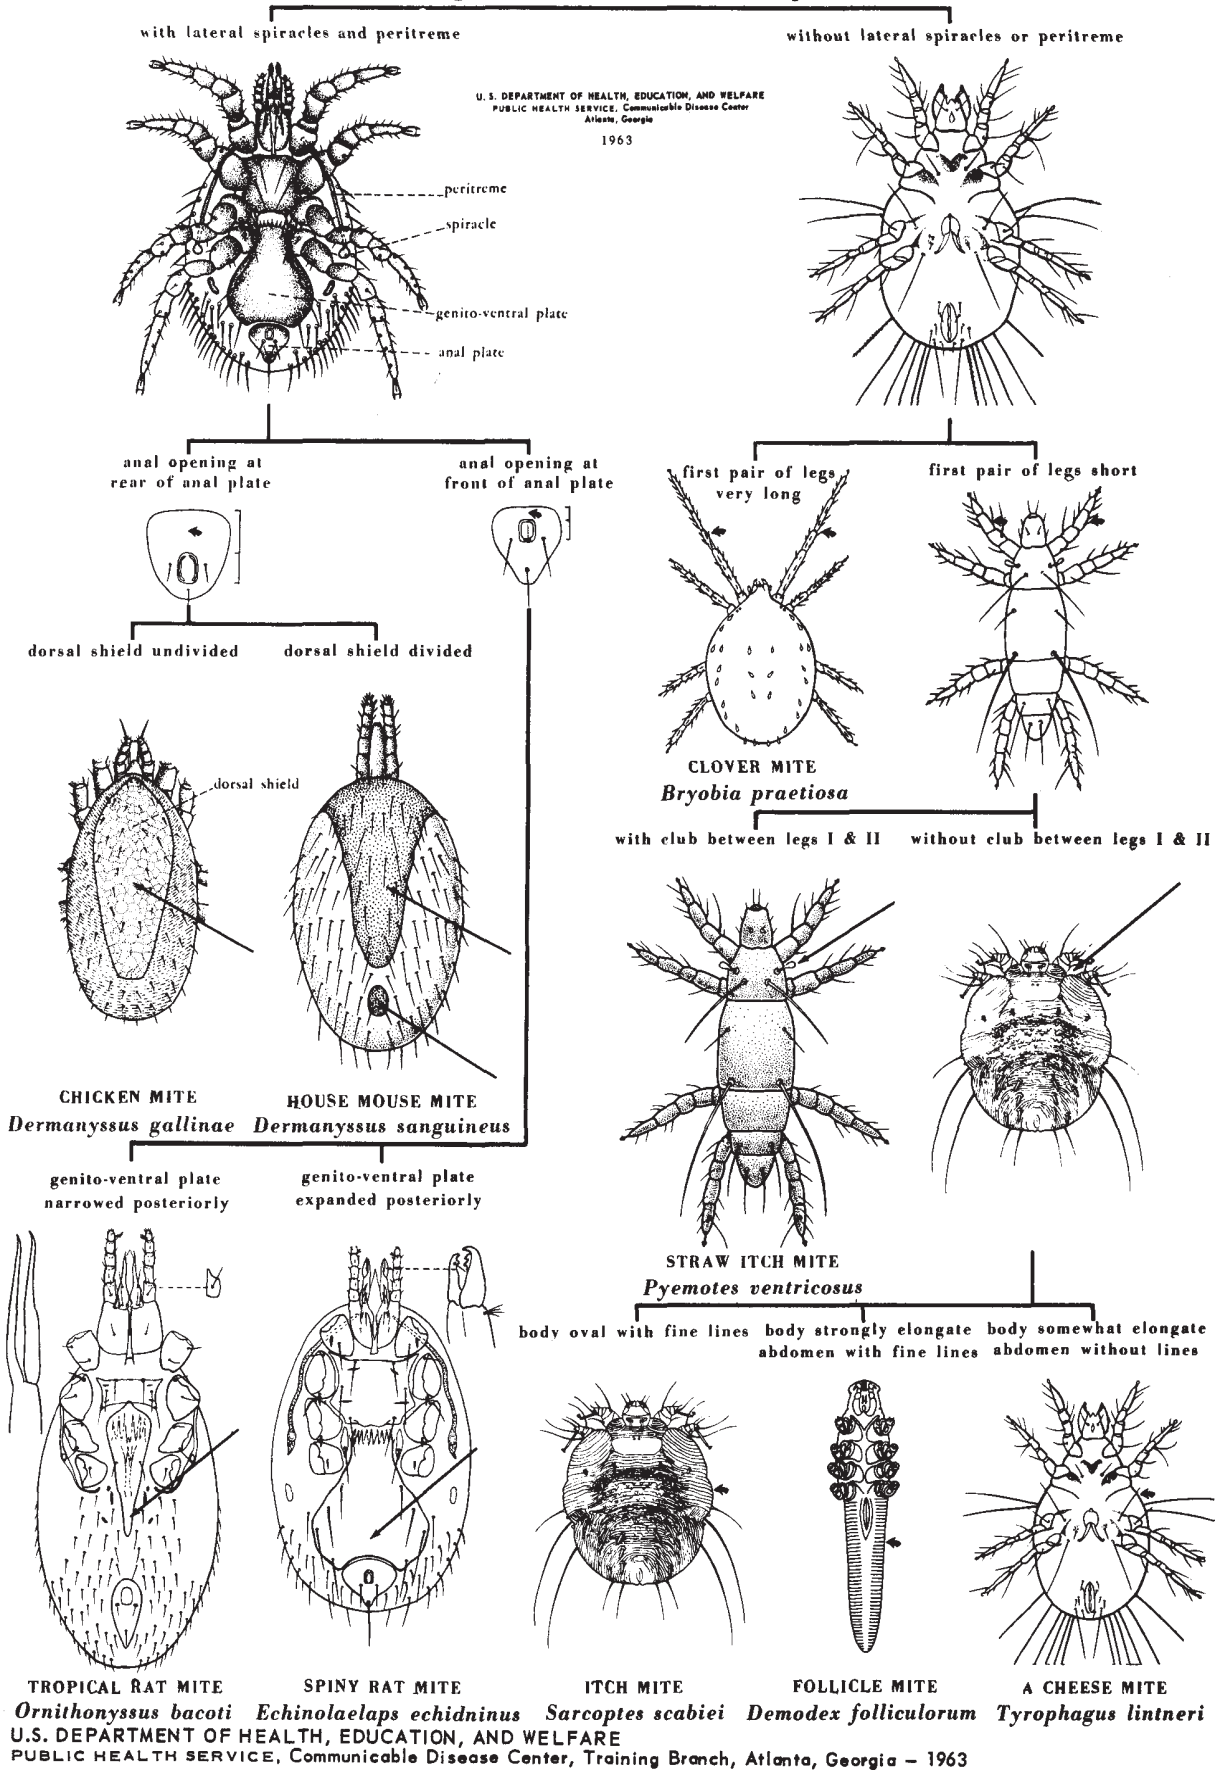 with lateral spiracles and peritreme
without lateral spiracles or peritreme
U. S. DEPARTMENT OF HEALTH, EDUCATION, AND WELFARE
PUBLIC HEALTH SERVICE, Communicable Disease Center
Atlanta, Georgia
1963
peritreme
spiracle
genito-ventral plate
anal plate
anal opening at
rear of anal plate
anal opening at
front of anal plate
first pair of legs
very long
first pair of legs short
dorsal shield undivided
dorsal shield divided
dorsal shield
CLOVER MITE
Bryobia praetiosa
with club between legs I & II
without club between legs I & II
CHICKEN MITE
Dermanyssus gallinae
HOUSE MOUSE MITE
Dermanyssus sanguineus
genito-ventral plate
narrowed posteriorly
genito-ventral plate
expanded posteriorly
STRAW ITCH MITE
Pyemotes ventricosus
body oval with fine lines
body strongly elongate
abdomen with fine lines
body somewhat elongate
abdomen without lines
TROPICAL RAT MITE
Ornithonyssus bacoti
SPINY RAT MITE
Echinolaelaps echidninus
ITCH MITE
Sarcoptes scabiei
FOLLICLE MITE
Demodex folliculorum
A CHEESE MITE
Tyrophagus lintneri
U.S. DEPARTMENT OF HEALTH, EDUCATION, AND WELFARE
PUBLIC HEALTH SERVICE, Communicable Disease Center, Training Branch, Atlanta, Georgia – 1963